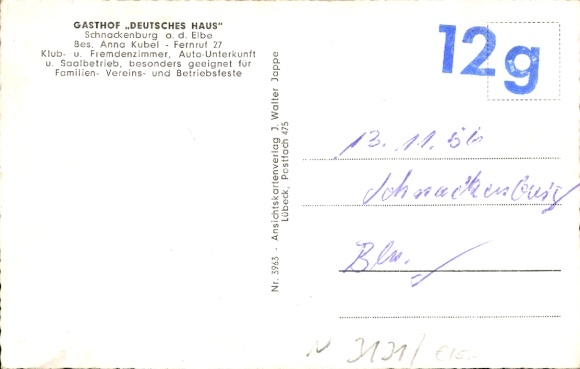 GASTHOF „DEUTSCHES HAUS"
Schnackenburg a. d. Elbe
Bes. Anna Kubel - Fernruf 27
Klub- u. Fremdenzimmer, Auto-Unterkunft
u. Saalbetrieb, besonders geeignet für
Familien- Vereins- und Betriebsfeste
Nr. 3963 - Ansichtskartenverlag J. Walter Jappe
Lübeck, Postfach 475
12g
13. 11. 56
Schnackenburg
3131/